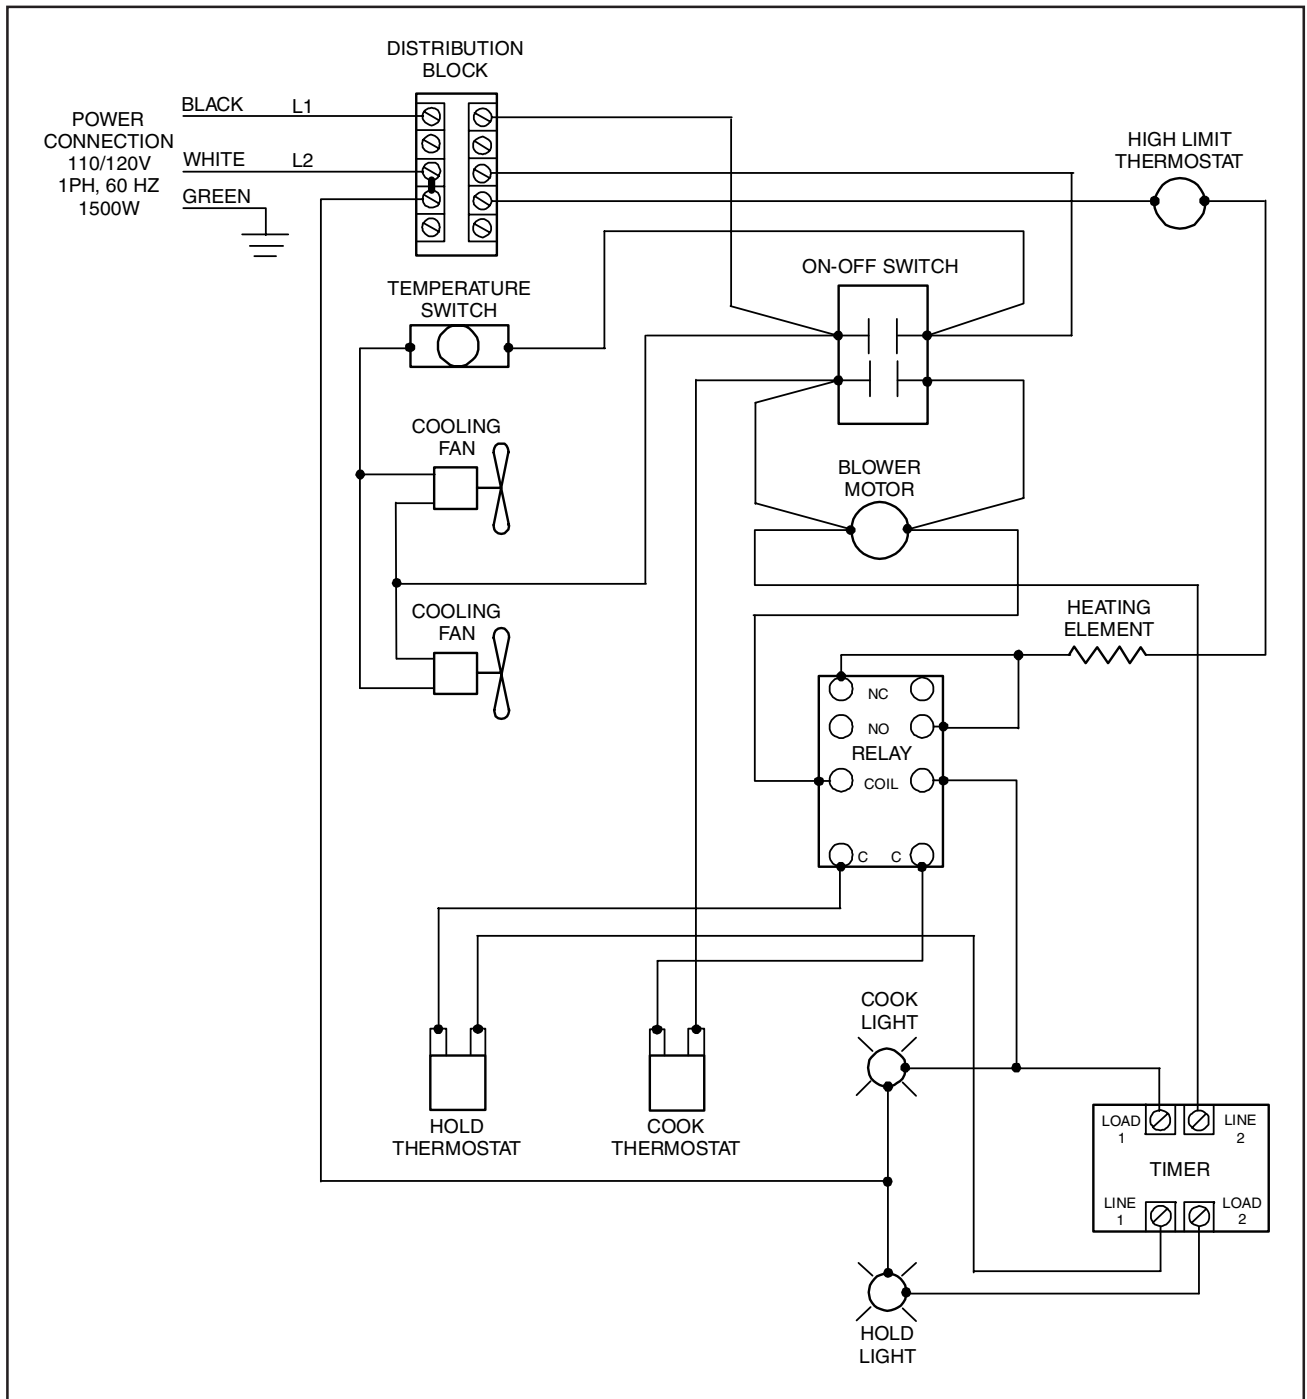 DISTRIBUTION
BLOCK
POWER
CONNECTION
110/120V
1PH, 60 HZ
1500W
BLACK
L1
WHITE
L2
GREEN
HIGH LIMIT
THERMOSTAT
ON-OFF SWITCH
TEMPERATURE
SWITCH
COOLING
FAN
BLOWER
MOTOR
COOLING
FAN
HEATING
ELEMENT
NC
NO
RELAY
COIL
C C
COOK
LIGHT
HOLD
THERMOSTAT
COOK
THERMOSTAT
LOAD
1
LINE
2
TIMER
LINE
1
LOAD
2
HOLD
LIGHT